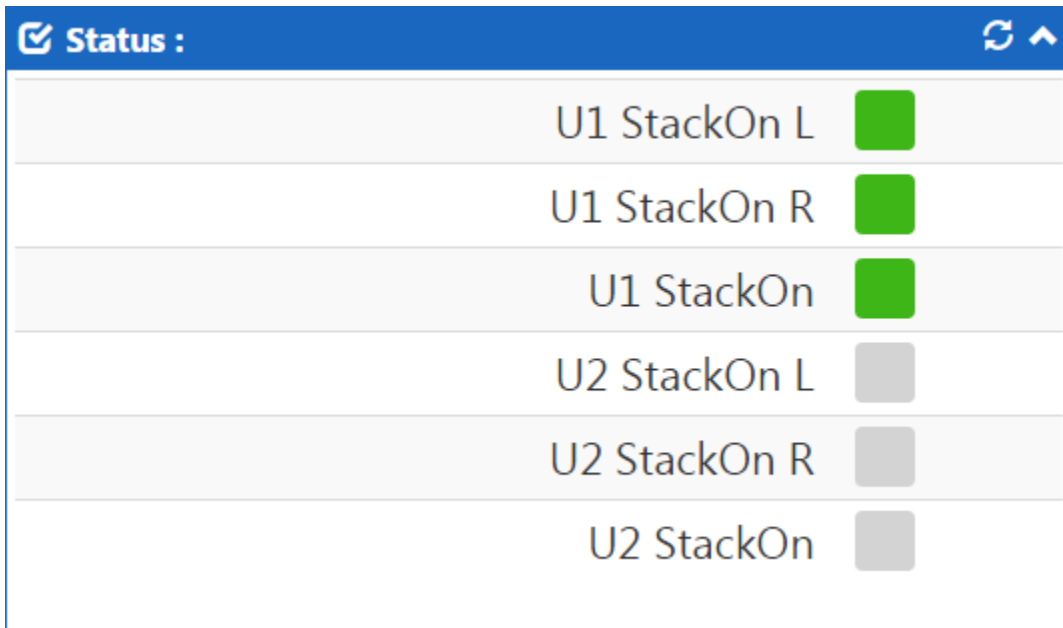 Status :
U1 StackOn L
U1 StackOn R
U1 StackOn
U2 StackOn L
U2 StackOn R
U2 StackOn